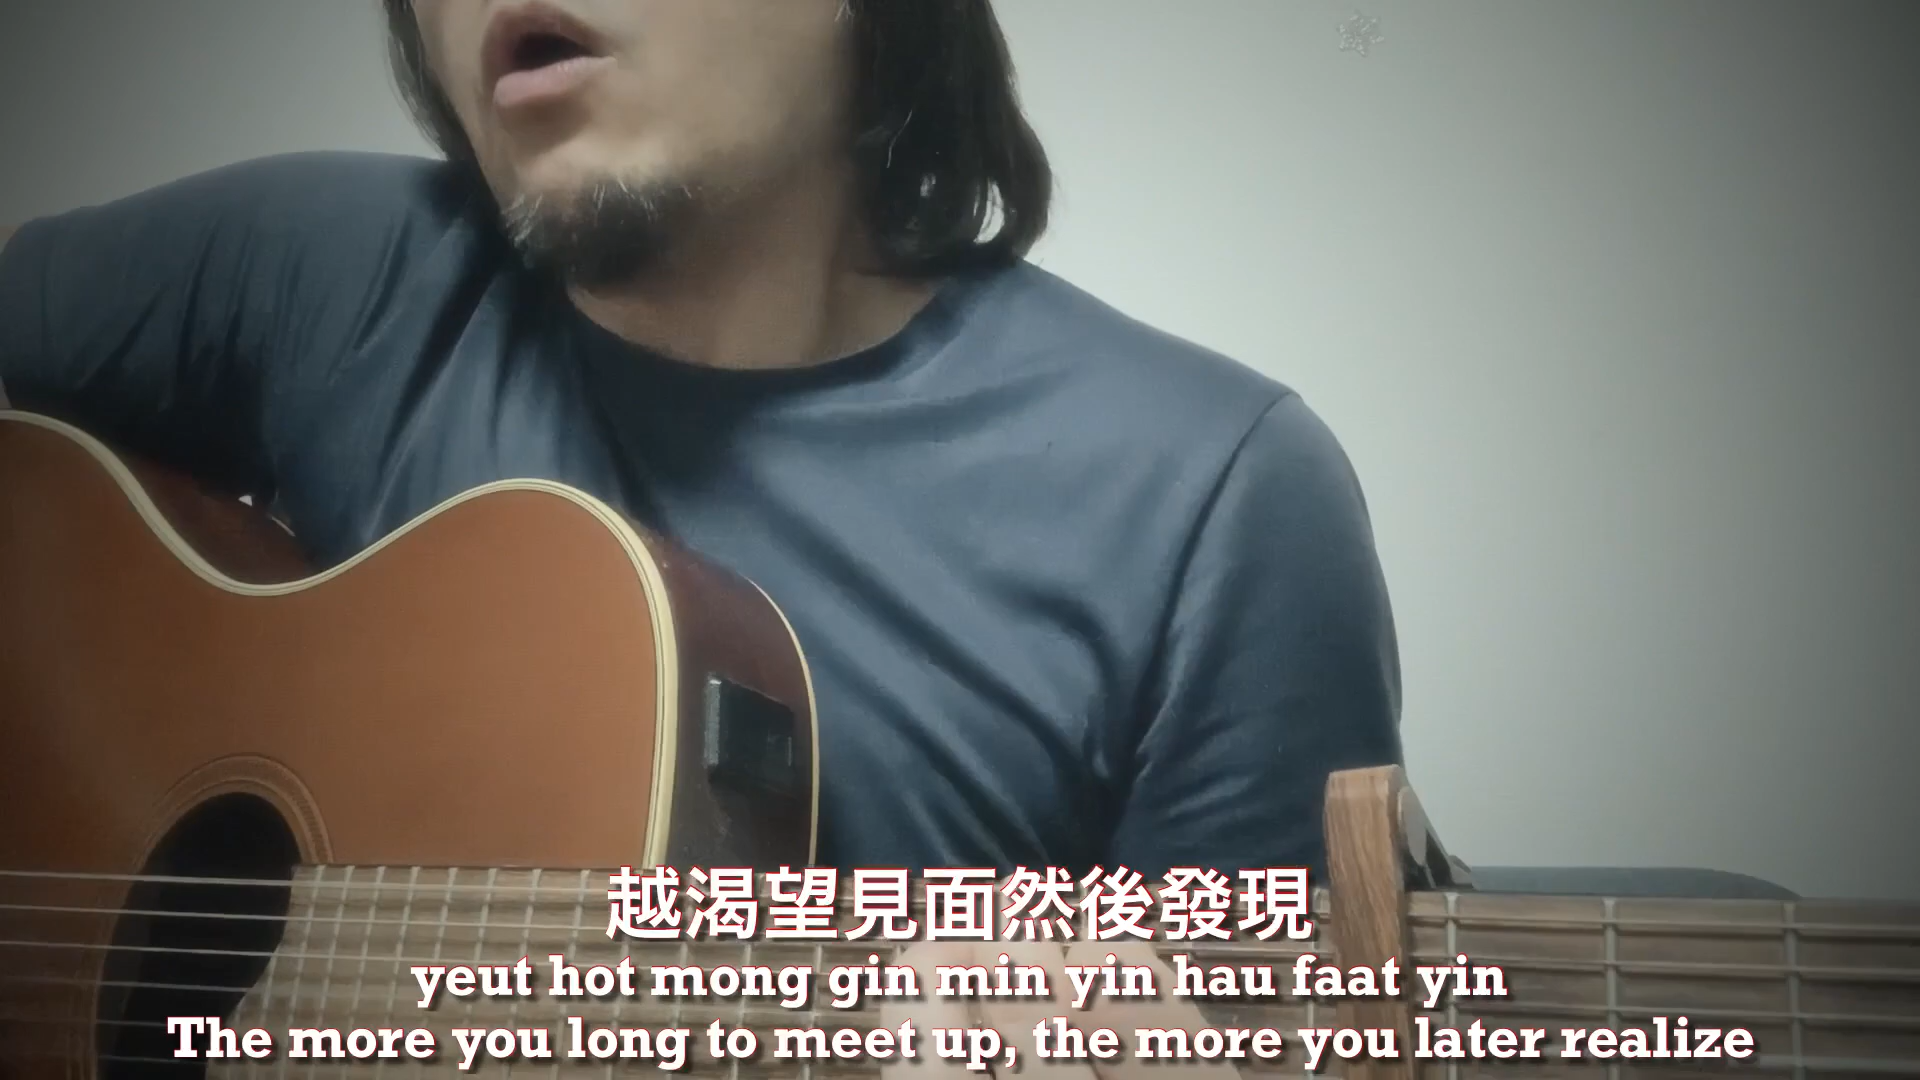 越渴望見面然後發現
yeut hot mong gin min yin hau faat yin
The more you long to meet up, the more you later realize